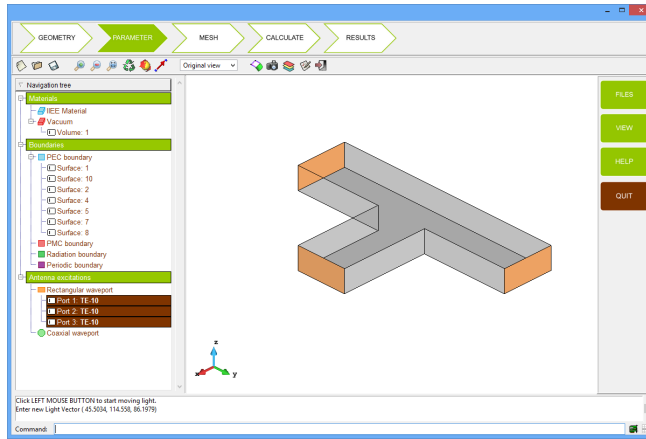 GEOMETRY
PARAMETER
MESH
CALCULATE
RESULTS
Original view
Navigation tree
Materials
IIEE Material
Vacuum
Volume: 1
Boundaries
PEC boundary
Surface: 1
Surface: 10
Surface: 2
Surface: 4
Surface: 5
Surface: 7
Surface: 8
PMC boundary
Radiation boundary
Periodic boundary
Antenna excitations
Rectangular waveport
Port 1: TE-10
Port 2: TE-10
Port 3: TE-10
Coaxial waveport
FILES
VIEW
HELP
QUIT
z
x
y
Click LEFT MOUSE BUTTON to start moving light.
Enter new Light Vector ( 45.5034, 114.558, 86.1979)
Command: